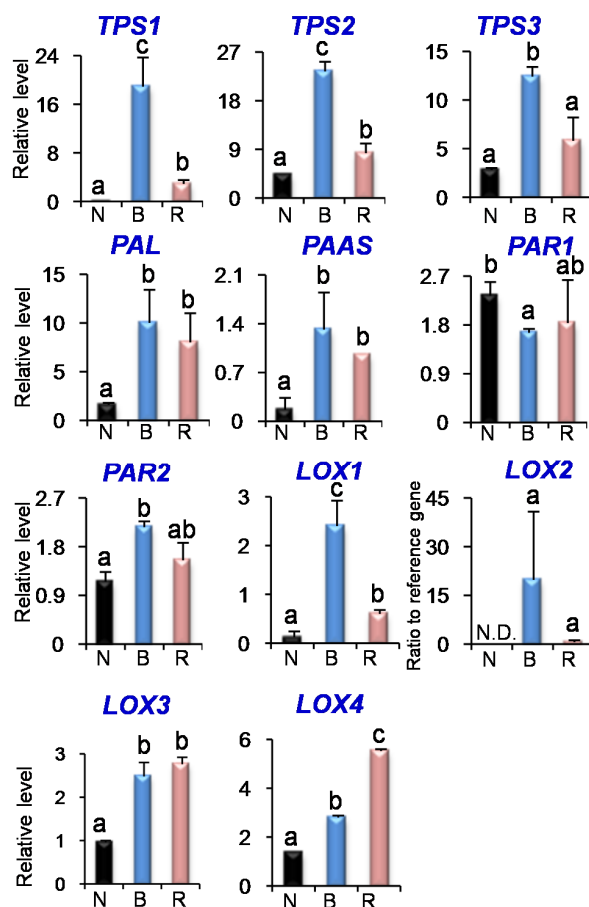 TPS1 TPS2 TPS3
Relative level
24
18
12
6
0
a c b
N B R
27
18
9
0
a c b
N B R
15
10
5
0
a b a
N B R
PAL PAAS PAR1
Relative level
15
10
5
0
a b b
N B R
2.1
1.4
0.7
0
a b b
N B R
2.7
1.8
0.9
0
b a ab
N B R
PAR2 LOX1 LOX2
Relative level
2.7
1.8
0.9
0
a b ab
N B R
3
2
1
0
a c b
N B R
Ratio to reference gene
45
30
15
0
N.D. a a
N B R
LOX3 LOX4
Relative level
3
2
1
0
a b b
N B R
6
4
2
0
a b c
N B R